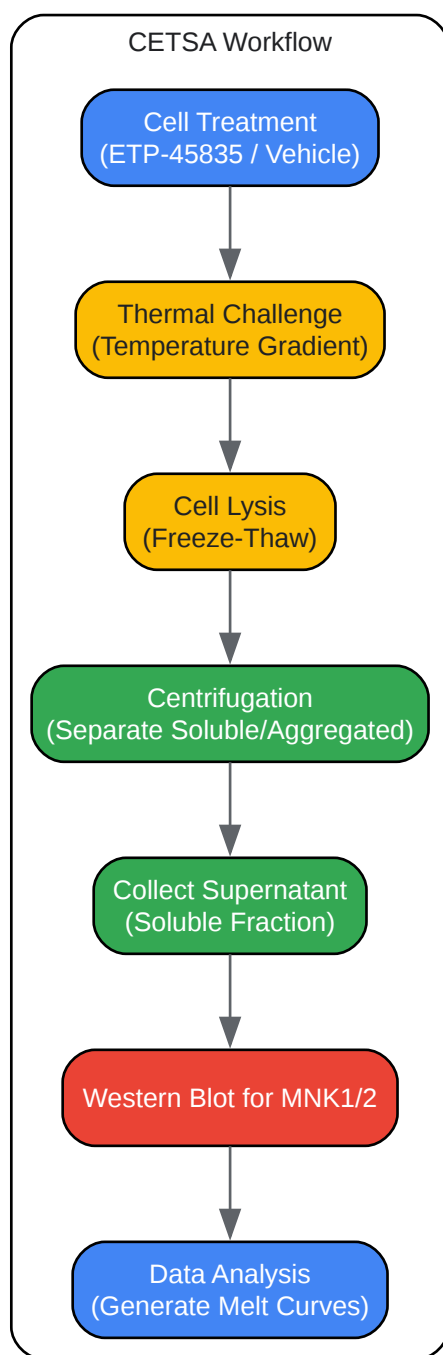 CETSA Workflow
Cell Treatment
(ETP-45835 / Vehicle)
Thermal Challenge
(Temperature Gradient)
Cell Lysis
(Freeze-Thaw)
Centrifugation
(Separate Soluble/Aggregated)
Collect Supernatant
(Soluble Fraction)
Western Blot for MNK1/2
Data Analysis
(Generate Melt Curves)